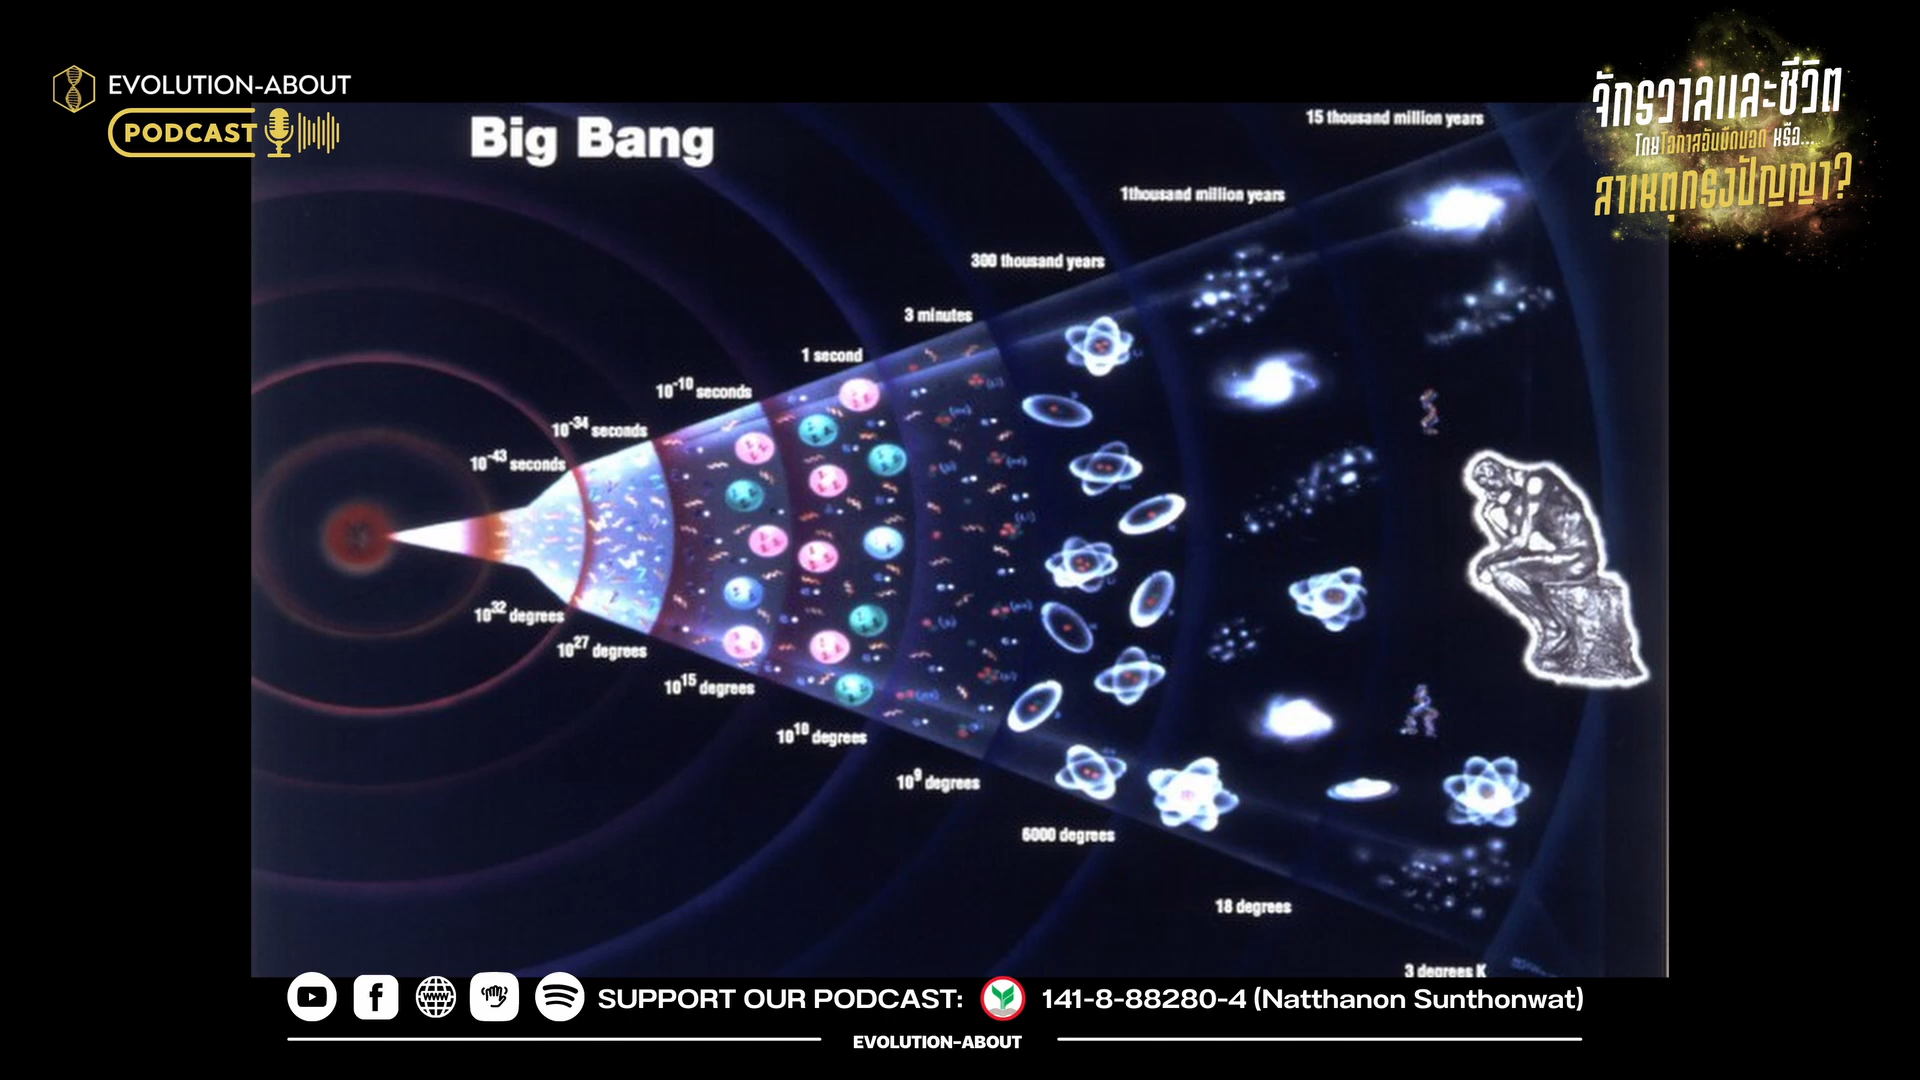 EVOLUTION-ABOUT
PODCAST
จักรวาลและชีวิต
โดยโอกาสอันมืดบอด หรือ...
สาเหตุทรงปัญญา?
Big Bang
15 thousand million years
1thousand million years
300 thousand years
3 minutes
1 second
10⁻¹⁰ seconds
10⁻³⁴ seconds
10⁻⁴³ seconds
10³² degrees
10²⁷ degrees
10¹⁵ degrees
10¹⁰ degrees
10⁹ degrees
6000 degrees
18 degrees
3 degrees K
SUPPORT OUR PODCAST: 141-8-88280-4 (Natthanon Sunthonwat)
EVOLUTION-ABOUT